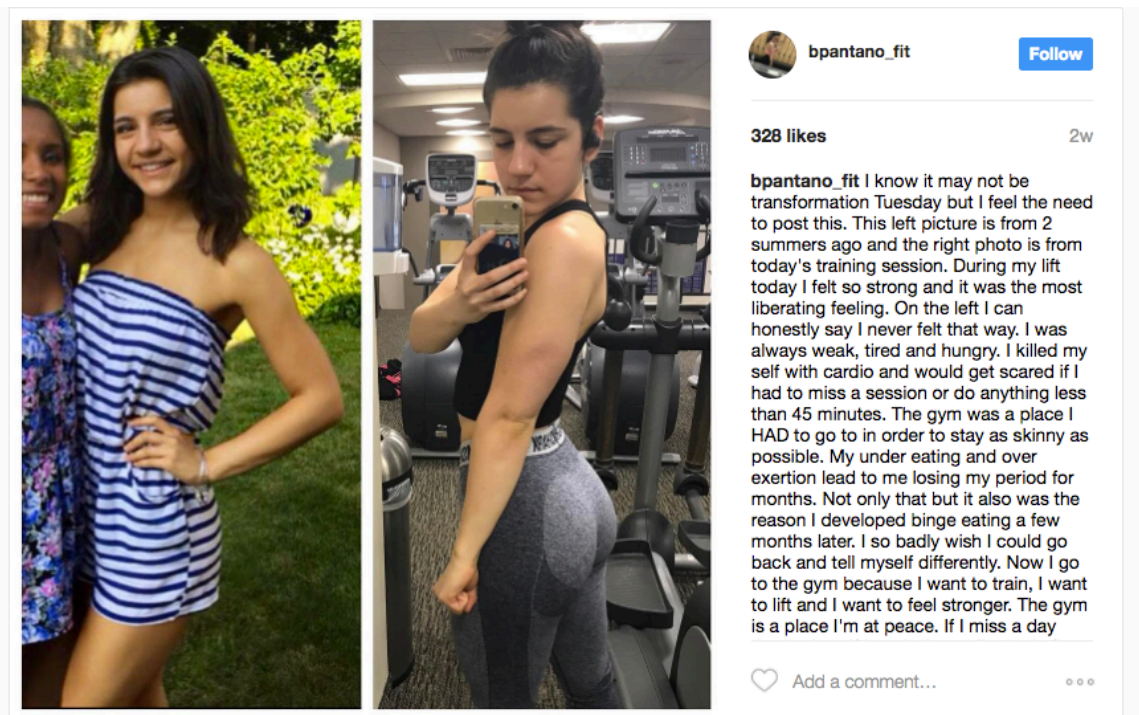 bpantano_fit
Follow
328 likes
2w
bpantano_fit I know it may not be
transformation Tuesday but I feel the need
to post this. This left picture is from 2
summers ago and the right photo is from
today's training session. During my lift
today I felt so strong and it was the most
liberating feeling. On the left I can
honestly say I never felt that way. I was
always weak, tired and hungry. I killed my
self with cardio and would get scared if I
had to miss a session or do anything less
than 45 minutes. The gym was a place I
HAD to go to in order to stay as skinny as
possible. My under eating and over
exertion lead to me losing my period for
months. Not only that but it also was the
reason I developed binge eating a few
months later. I so badly wish I could go
back and tell myself differently. Now I go
to the gym because I want to train, I want
to lift and I want to feel stronger. The gym
is a place I'm at peace. If I miss a day
Add a comment...